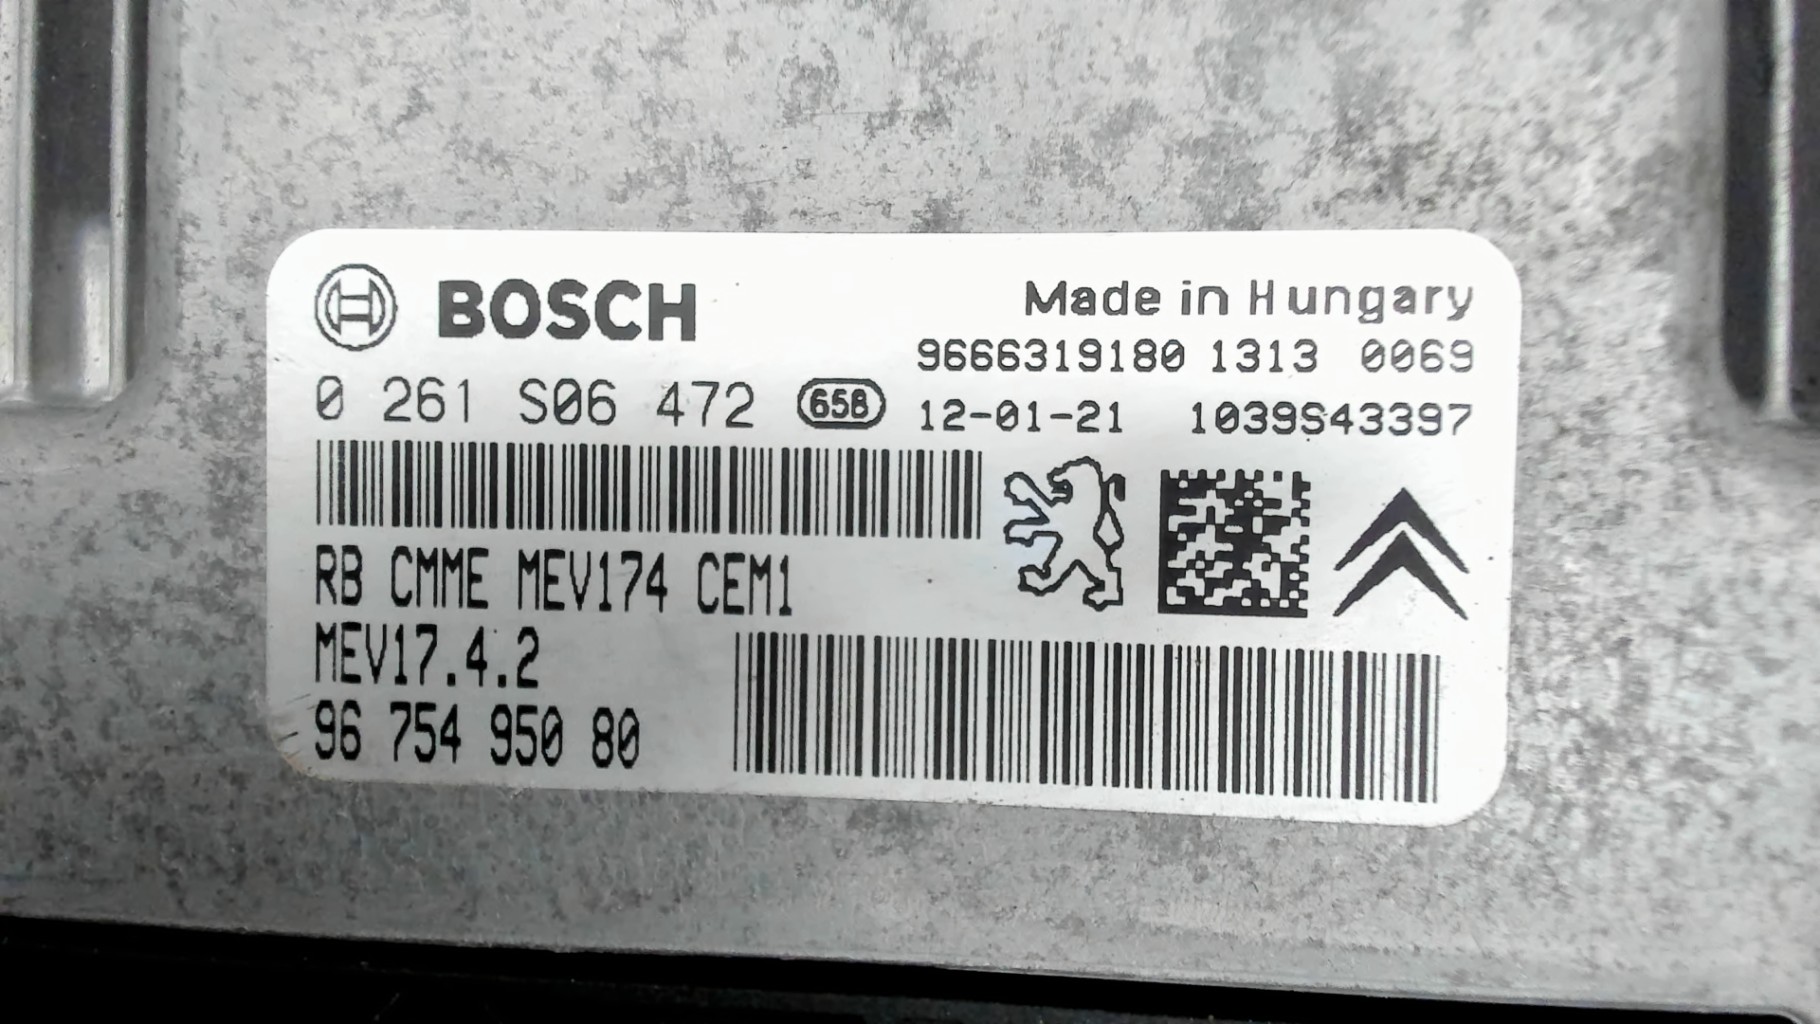 BOSCH
Made in Hungary
9666319180 1313 0069
0 261 S06 472 658 12-01-21 1039S43397
RB CMME MEV174 CEM1
MEV17.4.2
96 754 950 80